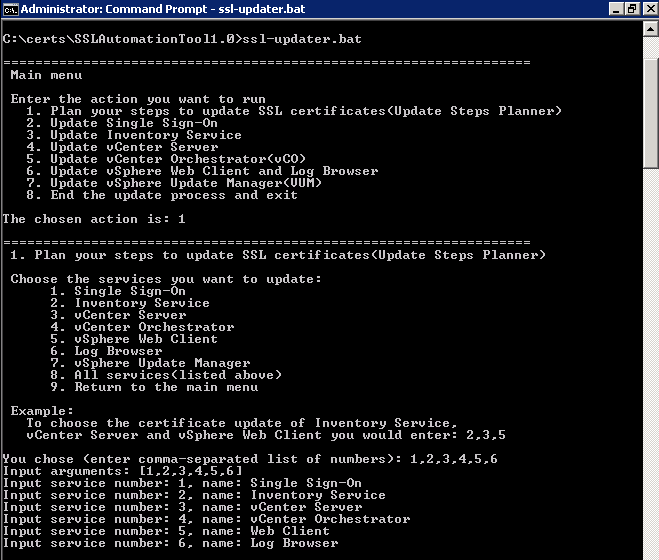 Administrator: Command Prompt - ssl-updater.bat
C:\certs\SSLAutomationTool1.0>ssl-updater.bat
==================================================================
Main menu
Enter the action you want to run
1. Plan your steps to update SSL certificates(Update Steps Planner)
2. Update Single Sign-On
3. Update Inventory Service
4. Update vCenter Server
5. Update vCenter Orchestrator(vCO)
6. Update vSphere Web Client and Log Browser
7. Update vSphere Update Manager(VUM)
8. End the update process and exit
The chosen action is: 1
==================================================================
1. Plan your steps to update SSL certificates(Update Steps Planner)
Choose the services you want to update:
1. Single Sign-On
2. Inventory Service
3. vCenter Server
4. vCenter Orchestrator
5. vSphere Web Client
6. Log Browser
7. vSphere Update Manager
8. All services(listed above)
9. Return to the main menu
Example:
To choose the certificate update of Inventory Service,
vCenter Server and vSphere Web Client you would enter: 2,3,5
You chose (enter comma-separated list of numbers): 1,2,3,4,5,6
Input arguments: [1,2,3,4,5,6]
Input service number: 1, name: Single Sign-On
Input service number: 2, name: Inventory Service
Input service number: 3, name: vCenter Server
Input service number: 4, name: vCenter Orchestrator
Input service number: 5, name: Web Client
Input service number: 6, name: Log Browser